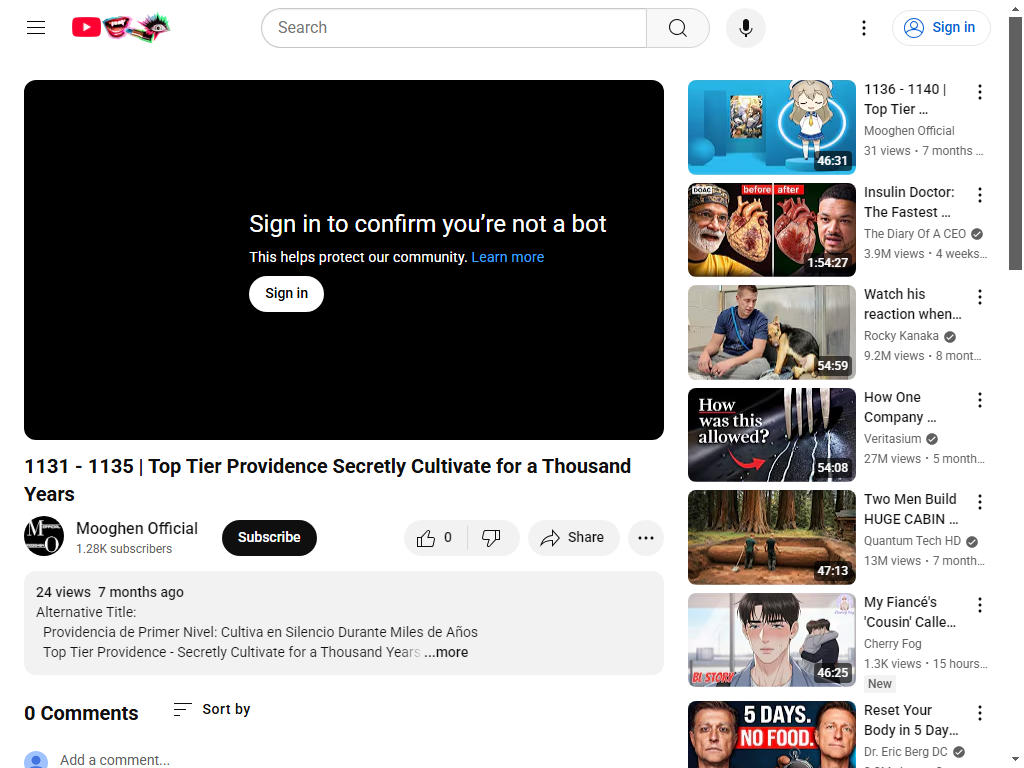 Search
Sign in
Sign in to confirm you’re not a bot
This helps protect our community. Learn more
Sign in
1131 - 1135 | Top Tier Providence Secretly Cultivate for a Thousand
Years
Mooghen Official
1.28K subscribers
Subscribe
0
Share
24 views 7 months ago
Alternative Title:
Providencia de Primer Nivel: Cultiva en Silencio Durante Miles de Años
Top Tier Providence - Secretly Cultivate for a Thousand Years ...more
0 Comments
Sort by
Add a comment...
46:31
1136 - 1140 |
Top Tier ...
Mooghen Official
31 views • 7 months ...
DOAC
before after
1:54:27
Insulin Doctor:
The Fastest ...
The Diary Of A CEO
3.9M views • 4 weeks...
54:59
Watch his
reaction when...
Rocky Kanaka
9.2M views • 8 mont...
How
was this
allowed?
54:08
How One
Company ...
Veritasium
27M views • 5 month...
47:13
Two Men Build
HUGE CABIN ...
Quantum Tech HD
13M views • 7 month...
BL STORY
46:25
My Fiancé's
'Cousin' Calle...
Cherry Fog
1.3K views • 15 hours...
New
5 DAYS.
NO FOOD.
Reset Your
Body in 5 Day...
Dr. Eric Berg DC